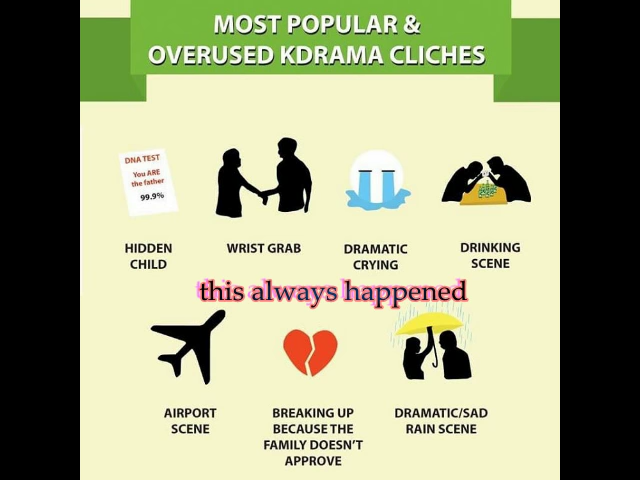 MOST POPULAR &
OVERUSED KDRAMA CLICHES
DNA TEST
You ARE
the father
99.9%
HIDDEN
CHILD
WRIST GRAB
DRAMATIC
CRYING
DRINKING
SCENE
this always happened
AIRPORT
SCENE
BREAKING UP
BECAUSE THE
FAMILY DOESN'T
APPROVE
DRAMATIC/SAD
RAIN SCENE